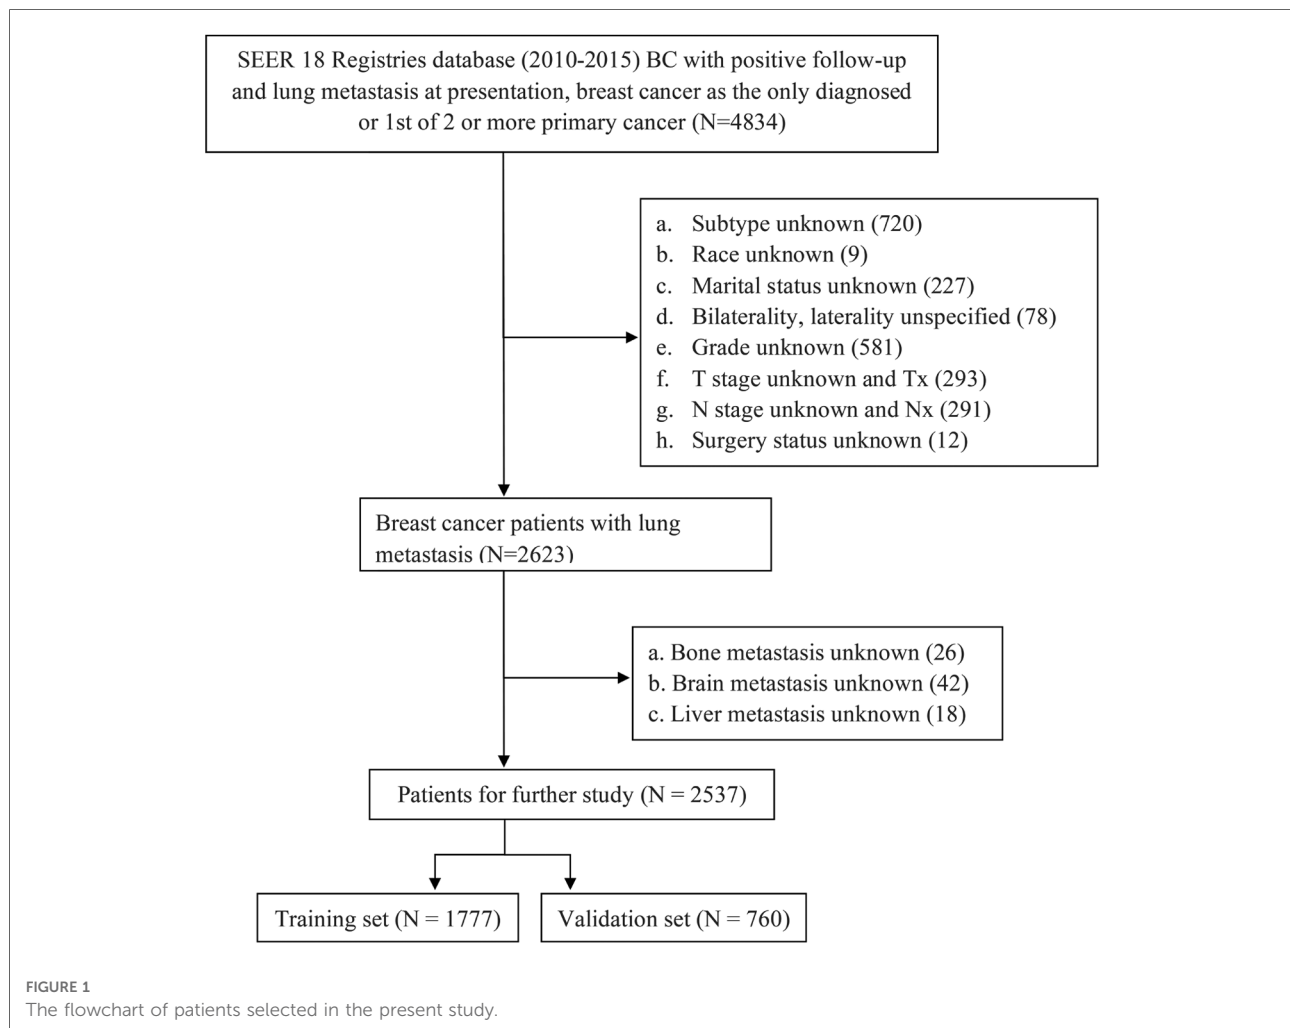 SEER 18 Registries database (2010-2015) BC with positive follow-up
and lung metastasis at presentation, breast cancer as the only diagnosed
or 1st of 2 or more primary cancer (N=4834)
a. Subtype unknown (720)
b. Race unknown (9)
c. Marital status unknown (227)
d. Bilaterality, laterality unspecified (78)
e. Grade unknown (581)
f. T stage unknown and Tx (293)
g. N stage unknown and Nx (291)
h. Surgery status unknown (12)
Breast cancer patients with lung
metastasis (N=2623)
a. Bone metastasis unknown (26)
b. Brain metastasis unknown (42)
c. Liver metastasis unknown (18)
Patients for further study (N = 2537)
Training set (N = 1777)
Validation set (N = 760)
FIGURE 1
The flowchart of patients selected in the present study.